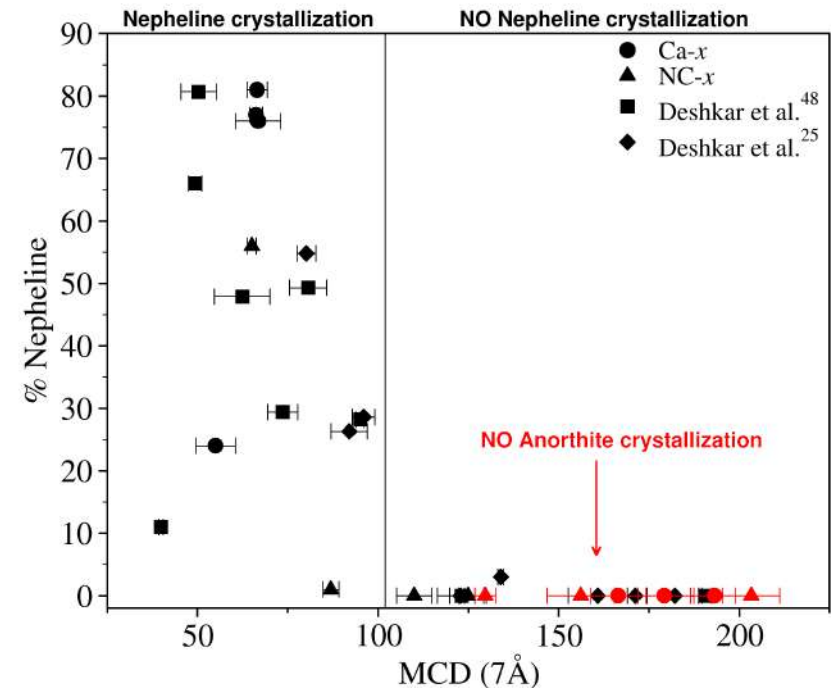 Nepheline crystallization NO Nepheline crystallization
90
80
70
60
50
40
30
20
10
0
% Nepheline
Ca-x
NC-x
Deshkar et al.48
Deshkar et al.25
NO Anorthite crystallization
50 100 150 200
MCD (7Å)